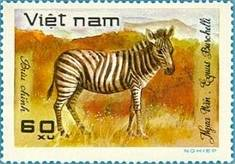 Việt nam
Bưu chính
Ngựa Vằn · Equus Burchelli
60
XU
NGHIEP